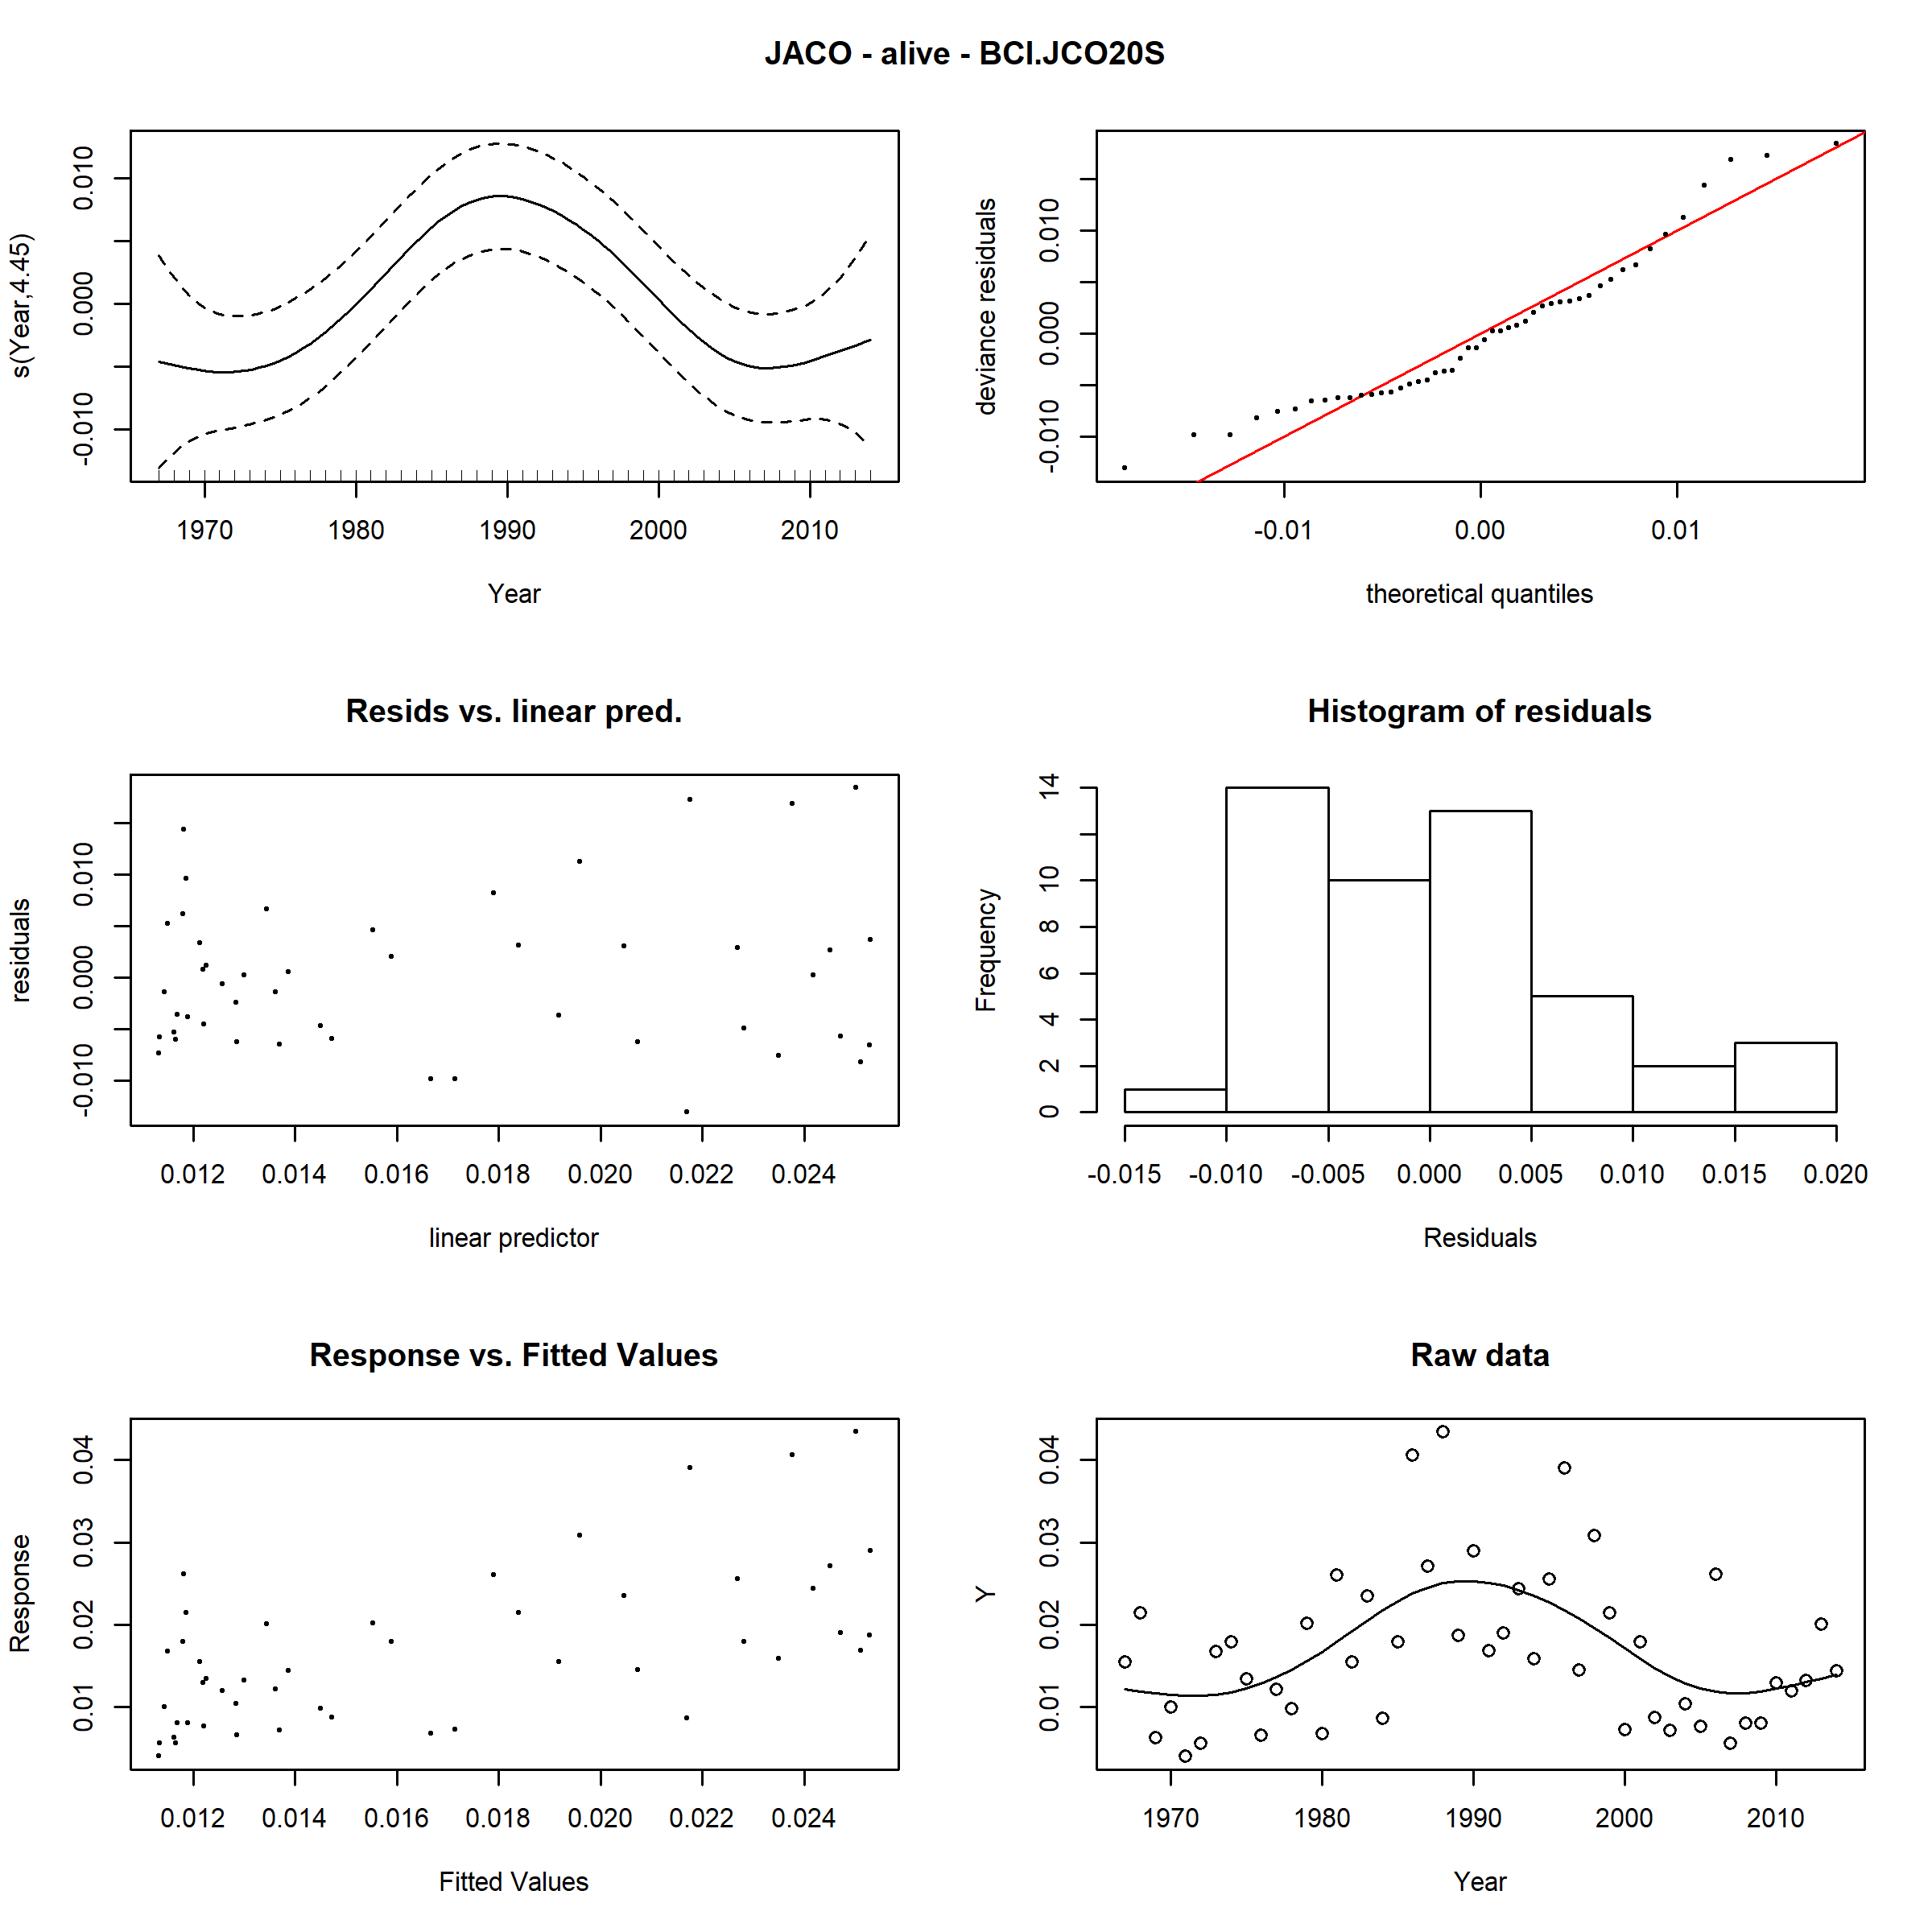 JACO - alive - BCI.JCO20S
s(Year,4.45)
-0.010 0.000 0.010
1970 1980 1990 2000 2010
Year
deviance residuals
-0.010 0.000 0.010
-0.01 0.00 0.01
theoretical quantiles
Resids vs. linear pred.
residuals
-0.010 0.000 0.010
0.012 0.014 0.016 0.018 0.020 0.022 0.024
linear predictor
Histogram of residuals
Frequency
0 2 4 6 8 10 14
-0.015 -0.010 -0.005 0.000 0.005 0.010 0.015 0.020
Residuals
Response vs. Fitted Values
Response
0.01 0.02 0.03 0.04
0.012 0.014 0.016 0.018 0.020 0.022 0.024
Fitted Values
Raw data
Y
0.01 0.02 0.03 0.04
1970 1980 1990 2000 2010
Year